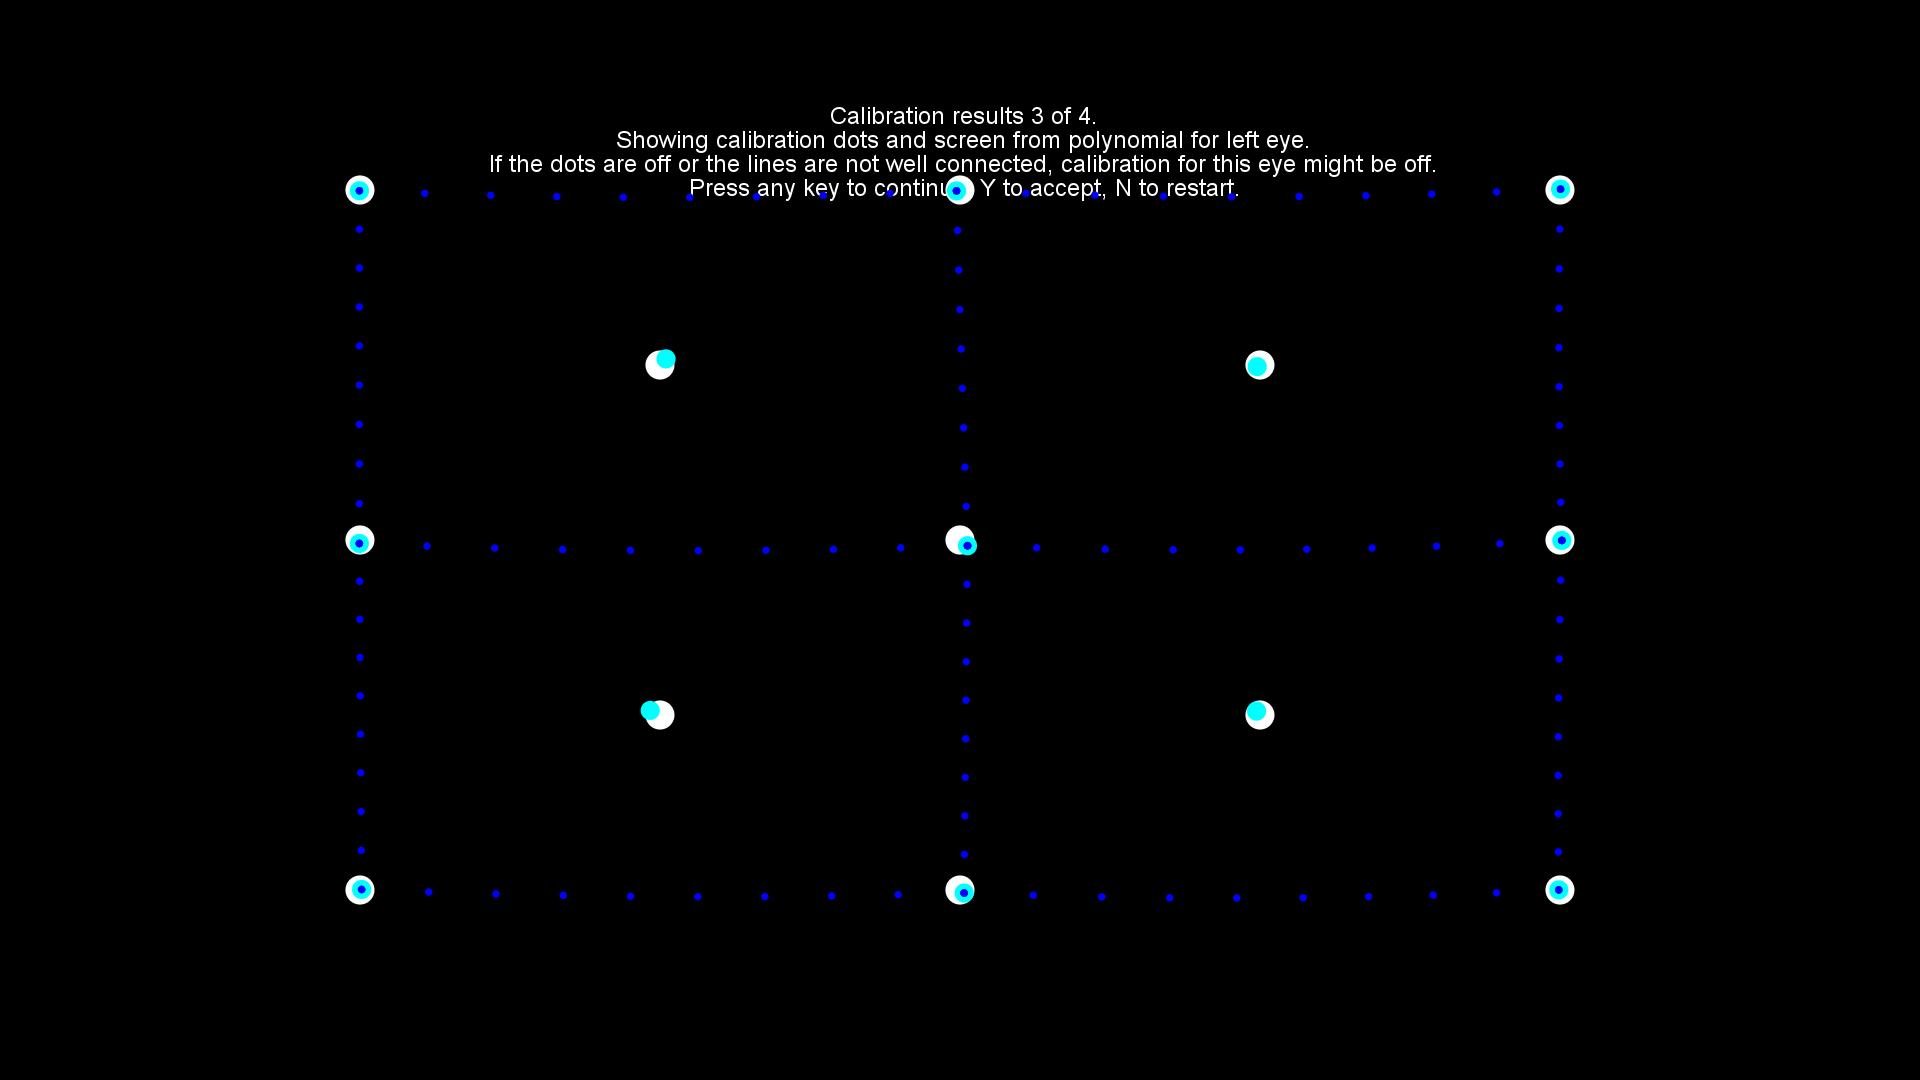 Calibration results 3 of 4.
Showing calibration dots and screen from polynomial for left eye.
If the dots are off or the lines are not well connected, calibration for this eye might be off.
Press any key to continue, Y to accept, N to restart.